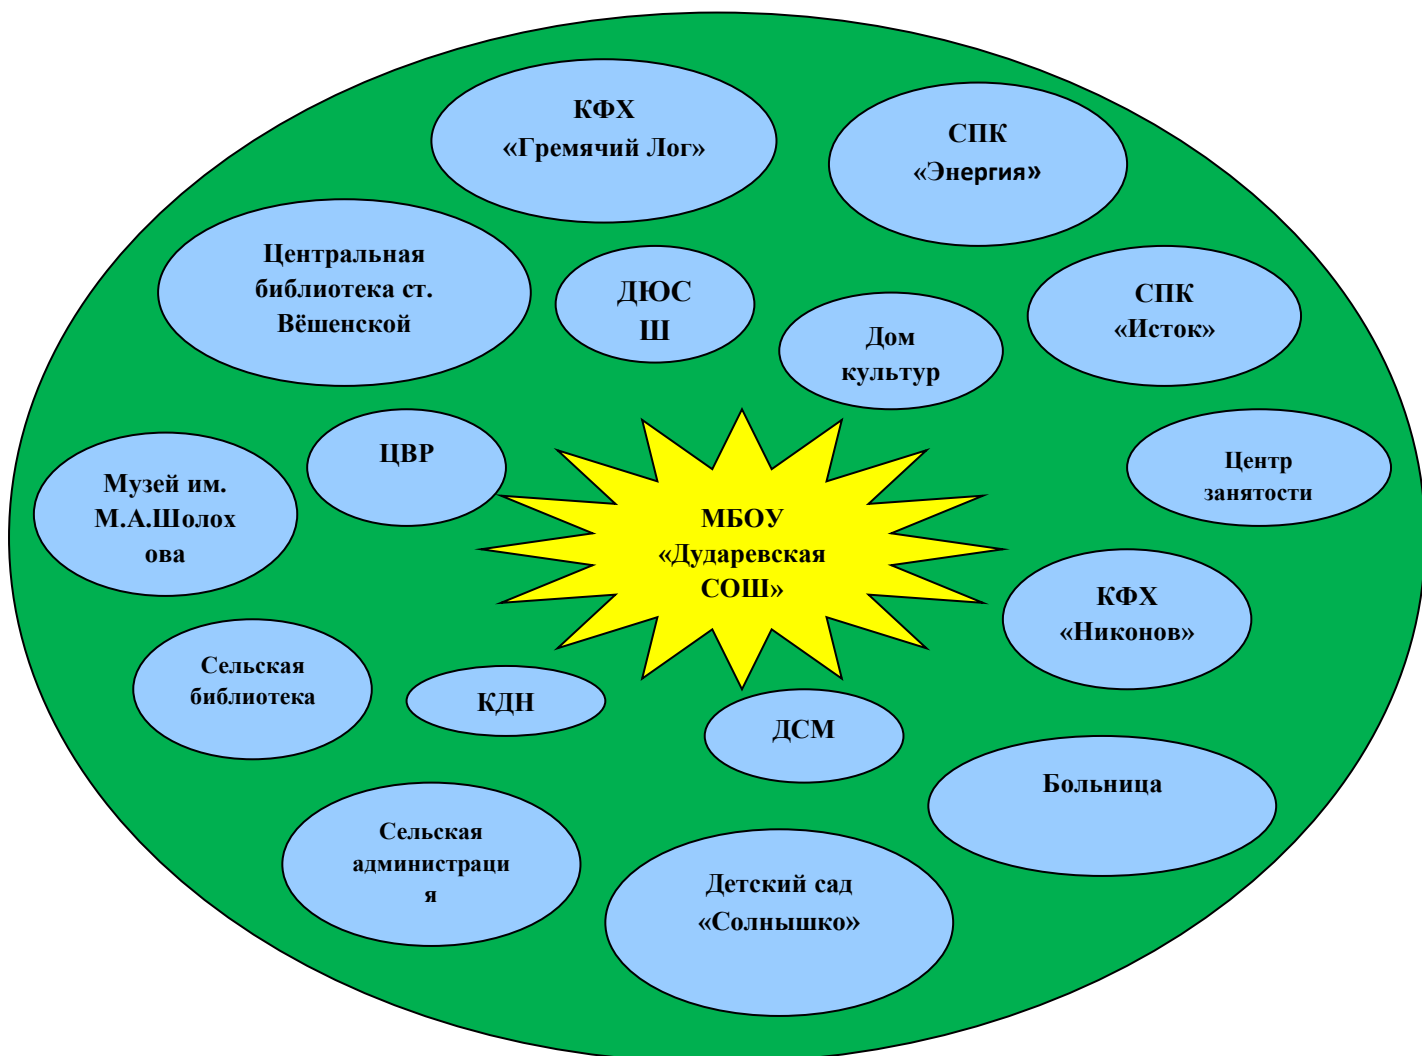 КФХ
«Гремячий Лог»
СПК
«Энергия»
Центральная
библиотека ст.
Вёшенской
ДЮС
Ш
Дом
культур
СПК
«Исток»
ЦВР
Центр
занятости
Музей им.
М.А.Шолох
ова
МБОУ
«Дударевская
СОШ»
КФХ
«Никонов»
Сельская
библиотека
КДН
ДСМ
Больница
Сельская
администраци
я
Детский сад
«Солнышко»